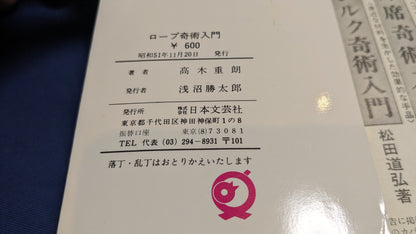 ロープ奇術入門
¥ 600
昭和51年11月20日 発行
著者 高木重朗
発行者 浅沼勝太郎
発行所 株式会社 日本文芸社
東京都千代田区神田神保町1の8
振替口座 東京(8)73081
TEL 代表 (03) 294-8931 〒101
落丁・乱丁はおとりかえいたします
席奇術
ルク奇術入門
松田道弘著